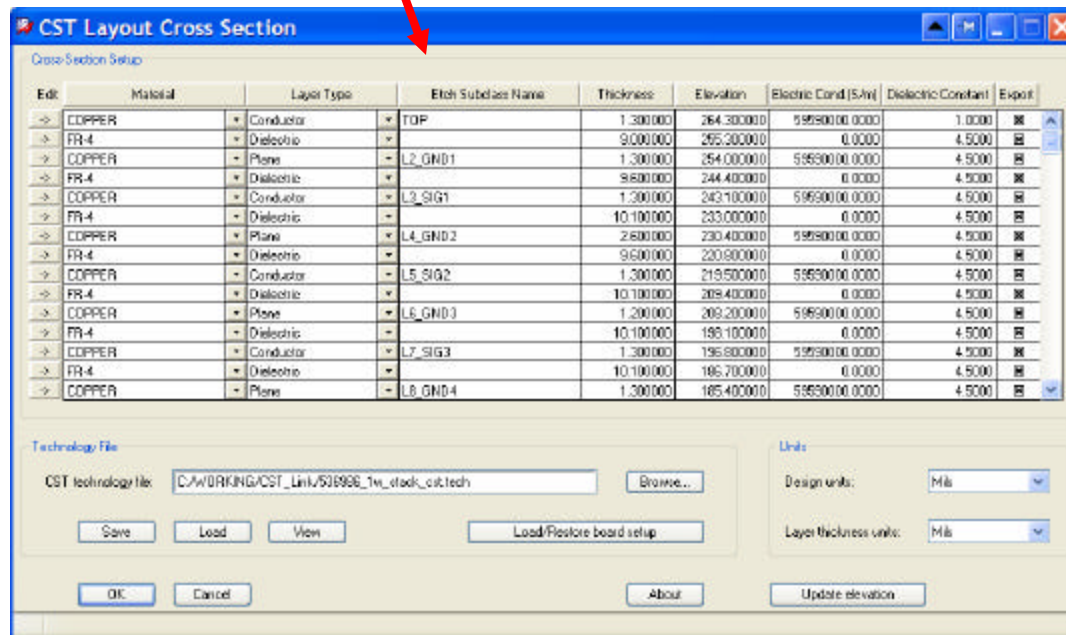 CST Layout Cross Section
Cross-Section Setup
Edit Material Layer Type Etch Subclass Name Thickness Elevation Electric Cond.[S/m] Dielectric Constant Export
COPPER Conductor TOP 1.300000 264.300000 59590000.0000 1.0000
FR-4 Dielectric 9.000000 255.300000 0.0000 4.5000
COPPER Plane L2_GND1 1.300000 254.000000 59590000.0000 4.5000
FR-4 Dielectric 9.600000 244.400000 0.0000 4.5000
COPPER Conductor L3_SIG1 1.300000 243.100000 59590000.0000 4.5000
FR-4 Dielectric 10.100000 233.000000 0.0000 4.5000
COPPER Plane L4_GND2 2.600000 230.400000 59590000.0000 4.5000
FR-4 Dielectric 9.600000 220.800000 0.0000 4.5000
COPPER Conductor L5_SIG2 1.300000 219.500000 59590000.0000 4.5000
FR-4 Dielectric 10.100000 209.400000 0.0000 4.5000
COPPER Plane L6_GND3 1.200000 208.200000 59590000.0000 4.5000
FR-4 Dielectric 10.100000 198.100000 0.0000 4.5000
COPPER Conductor L7_SIG3 1.300000 196.800000 59590000.0000 4.5000
FR-4 Dielectric 10.100000 186.700000 0.0000 4.5000
COPPER Plane L8_GND4 1.300000 185.400000 59590000.0000 4.5000
Technology File
Units
CST technology file: Browse...
Design units: Mils
Save Load View Load/Restore board setup
Layer thickness units: Mils
OK Cancel About Update elevation